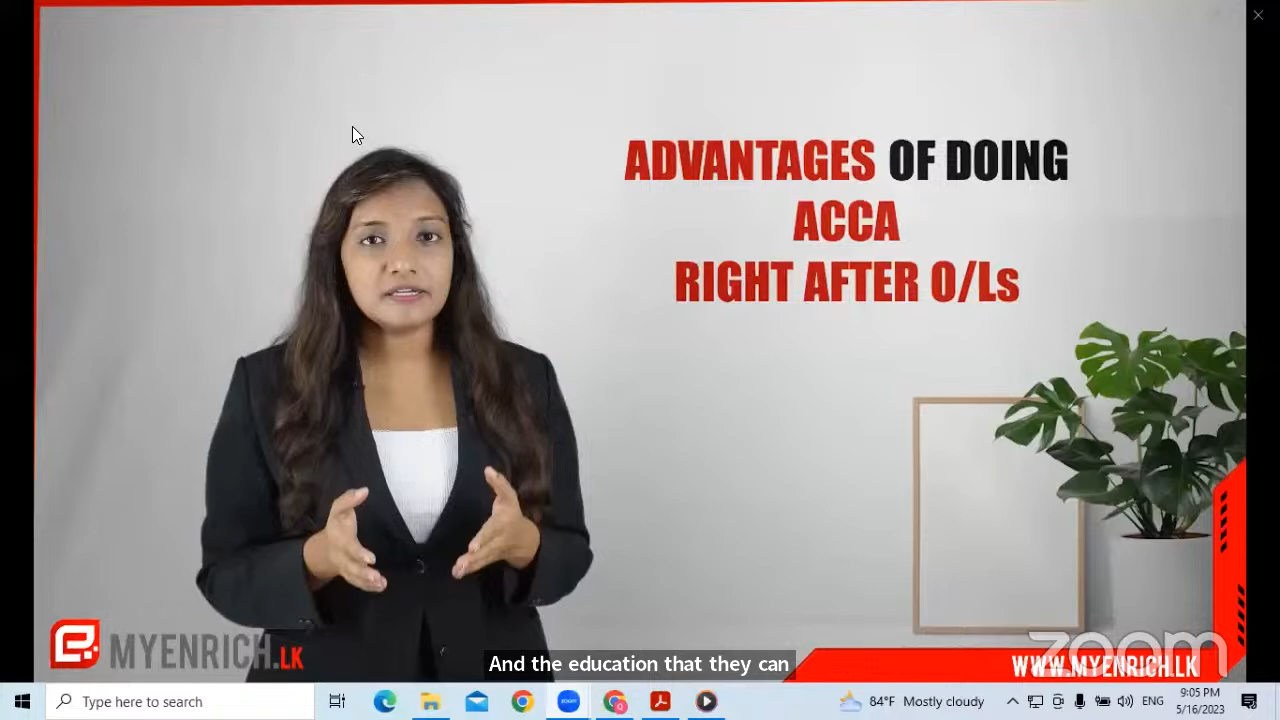 ADVANTAGES OF DOING
ACCA
RIGHT AFTER O/Ls
e MYENRICH.LK
zoom
WWW.MYENRICH.LK
And the education that they can
Type here to search
zoom
84°F Mostly cloudy
ENG
9:05 PM
5/16/2023